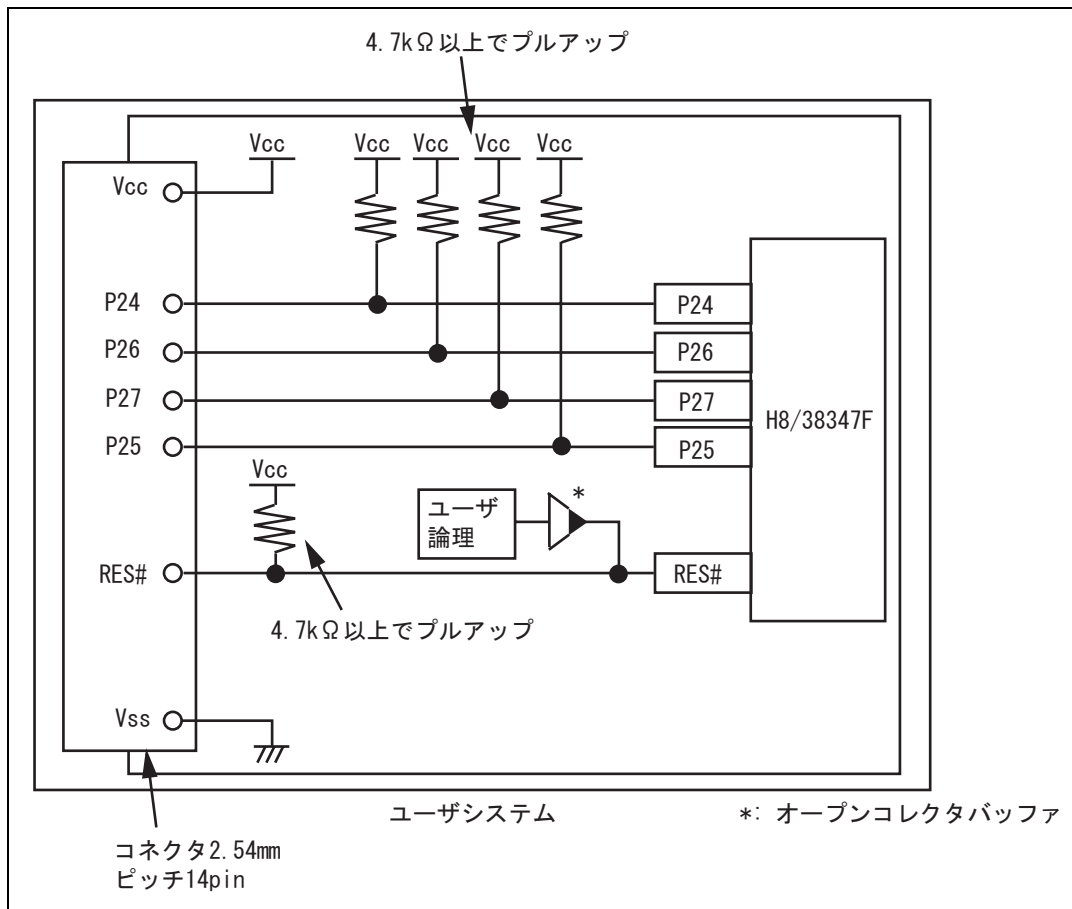 4.7kΩ以上でプルアップ
Vcc
Vcc Vcc Vcc Vcc
Vcc
P24
P24
P26
P26
P27
P27
H8/38347F
P25
P25
Vcc
*
ユーザ
論理
RES#
RES#
4.7kΩ以上でプルアップ
Vss
ユーザシステム
*: オープンコレクタバッファ
コネクタ2.54mm
ピッチ14pin